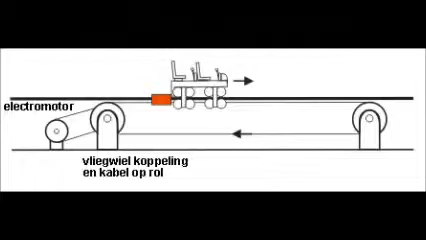 electromotor
vliegwiel koppeling
en kabel op rol